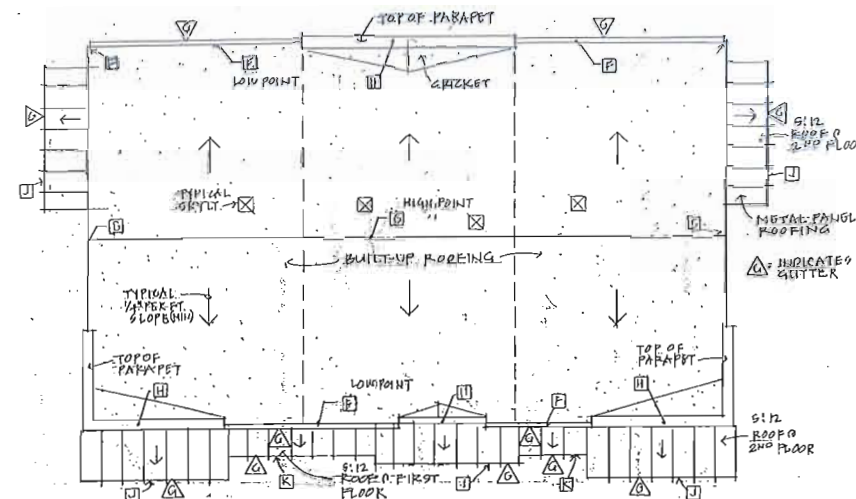 G
G
TOP OF PARAPET
F
LOW POINT
H
CRICKET
F
G
G
5:12
ROOF @
2ND FLOOR
J
J
TYPICAL
SKYLT.
HIGH POINT
METAL PANEL
ROOFING
G
G
BUILT-UP ROOFING
G INDICATES
GUTTER
TYPICAL
1/4" PER FT.
SLOPE (MIN)
TOP OF
PARAPET
TOP OF
PARAPET
H
LOW POINT
F
H
F
H
5:12
ROOF @
2ND FLOOR
G
G
G
G
K
5:12
ROOF @ FIRST
FLOOR
J
G
K
J
G
J
G